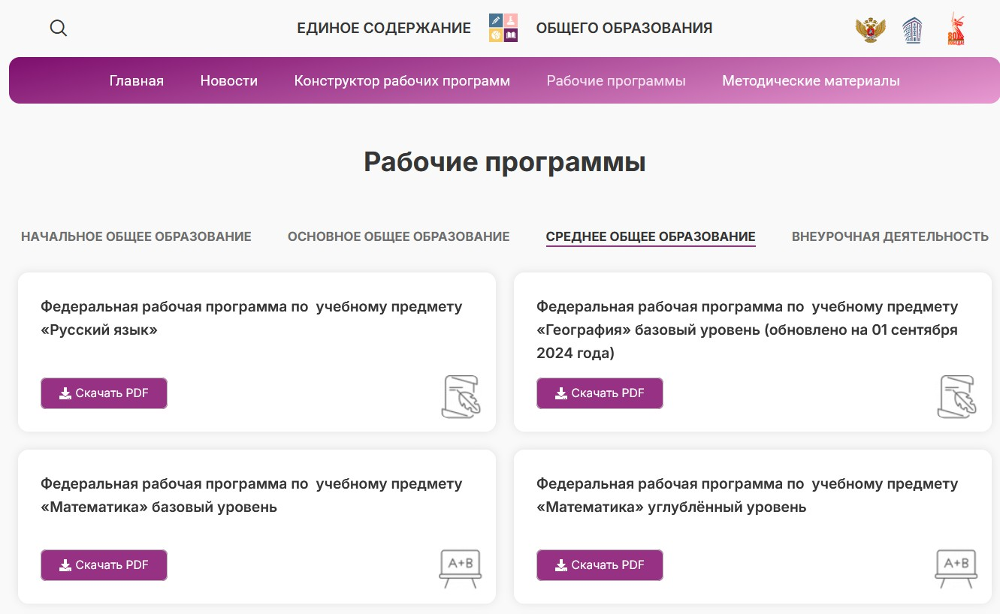 ЕДИНОЕ СОДЕРЖАНИЕ ОБЩЕГО ОБРАЗОВАНИЯ
80
ПОБЕДА!
Главная Новости Конструктор рабочих программ Рабочие программы Методические материалы
Рабочие программы
НАЧАЛЬНОЕ ОБЩЕЕ ОБРАЗОВАНИЕ ОСНОВНОЕ ОБЩЕЕ ОБРАЗОВАНИЕ СРЕДНЕЕ ОБЩЕЕ ОБРАЗОВАНИЕ ВНЕУРОЧНАЯ ДЕЯТЕЛЬНОСТЬ
Федеральная рабочая программа по учебному предмету
«Русский язык»
Скачать PDF
Федеральная рабочая программа по учебному предмету
«География» базовый уровень (обновлено на 01 сентября
2024 года)
Скачать PDF
Федеральная рабочая программа по учебному предмету
«Математика» базовый уровень
Скачать PDF
A+B
Федеральная рабочая программа по учебному предмету
«Математика» углублённый уровень
Скачать PDF
A+B